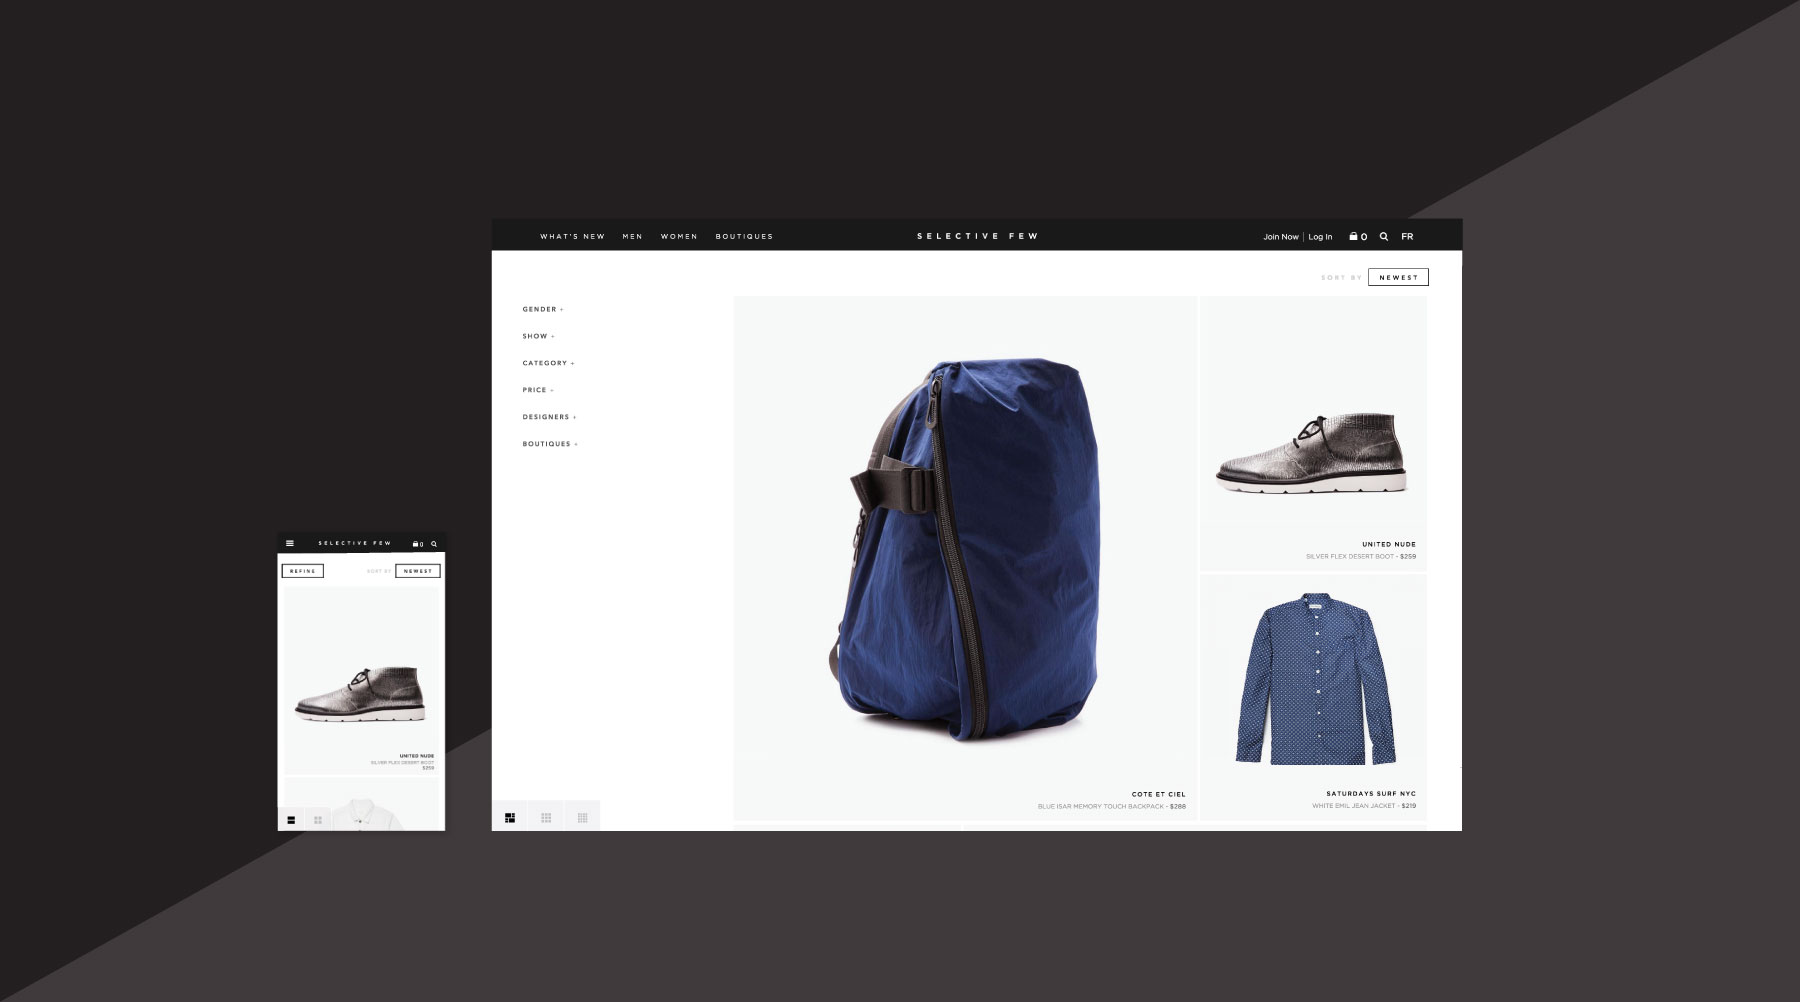 WHAT'S NEW MEN WOMEN BOUTIQUES SELECTIVE FEW Join Now | Log In 0 FR
SORT BY NEWEST
GENDER +
SHOW +
CATEGORY +
PRICE +
DESIGNERS +
BOUTIQUES +
UNITED NUDE
SILVER FLEX DESERT BOOT - $259
COTE ET CIEL
BLUE ISAR MEMORY TOUCH BACKPACK - $288
SATURDAYS SURF NYC
WHITE EMIL JEAN JACKET - $219
SELECTIVE FEW 0
REFINE SORT BY NEWEST
UNITED NUDE
SILVER FLEX DESERT BOOT
$259